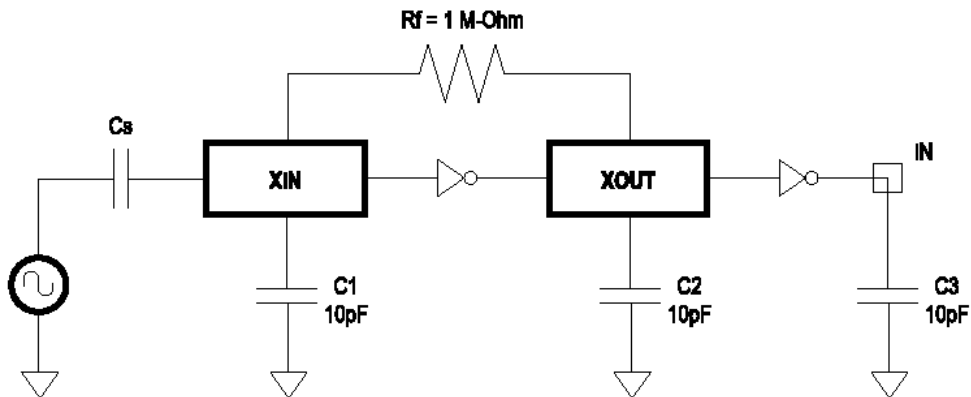 Rf = 1 M-Ohm
Cs
XIN
XOUT
IN
C1
10pF
C2
10pF
C3
10pF